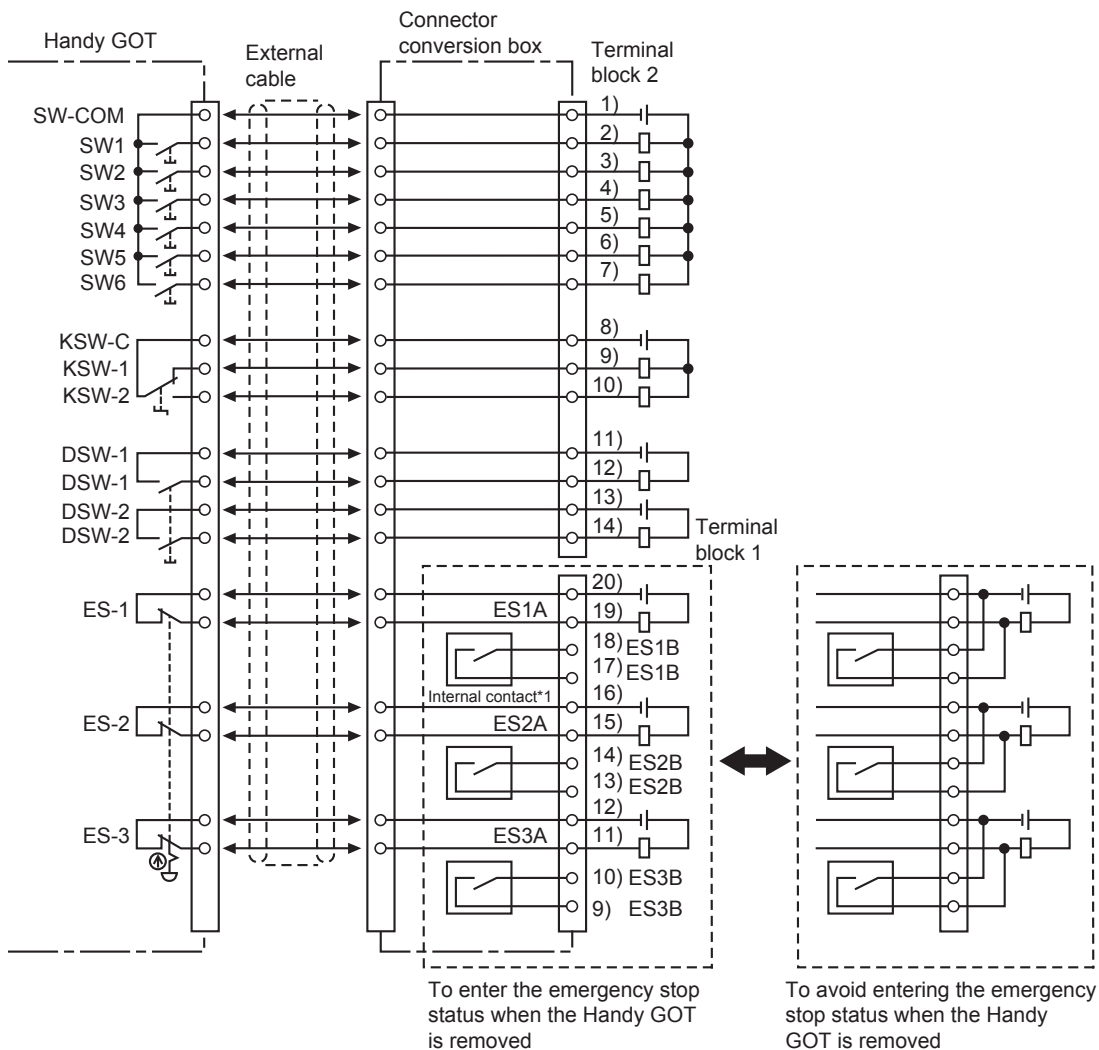 Handy GOT
External
cable
Connector
conversion box
Terminal
block 2
SW-COM
SW1
SW2
SW3
SW4
SW5
SW6
1)
2)
3)
4)
5)
6)
7)
KSW-C
KSW-1
KSW-2
8)
9)
10)
DSW-1
DSW-1
DSW-2
DSW-2
11)
12)
13)
14)
Terminal
block 1
ES-1
ES1A
20)
19)
18) ES1B
17) ES1B
Internal contact*1
ES-2
ES2A
16)
15)
14) ES2B
13) ES2B
ES-3
ES3A
12)
11)
10) ES3B
9) ES3B
To enter the emergency stop
status when the Handy GOT
is removed
To avoid entering the emergency
stop status when the Handy
GOT is removed